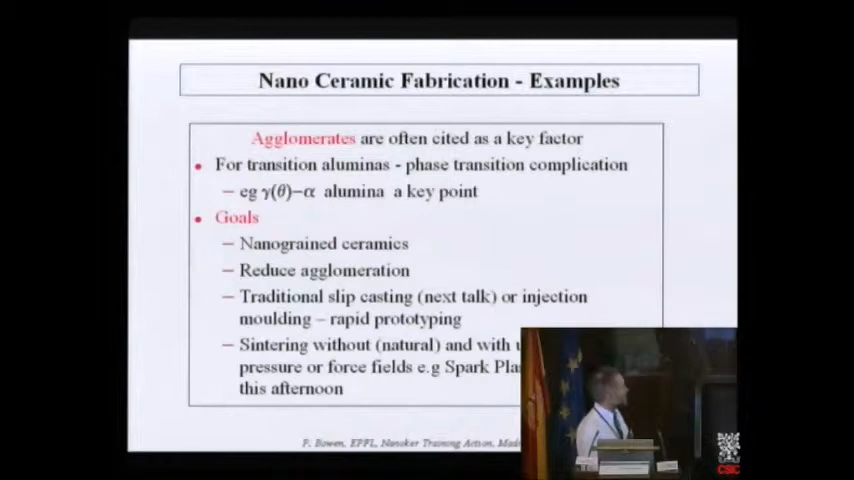 Nano Ceramic Fabrication - Examples
Agglomerates are often cited as a key factor
• For transition aluminas - phase transition complication
– eg γ(θ)–α alumina a key point
• Goals
– Nanograined ceramics
– Reduce agglomeration
– Traditional slip casting (next talk) or injection
moulding – rapid prototyping
– Sintering without (natural) and with
pressure or force fields e.g Spark
this afternoon
P. Bowen, EPFL, Nanoker Training Action,
CSIC